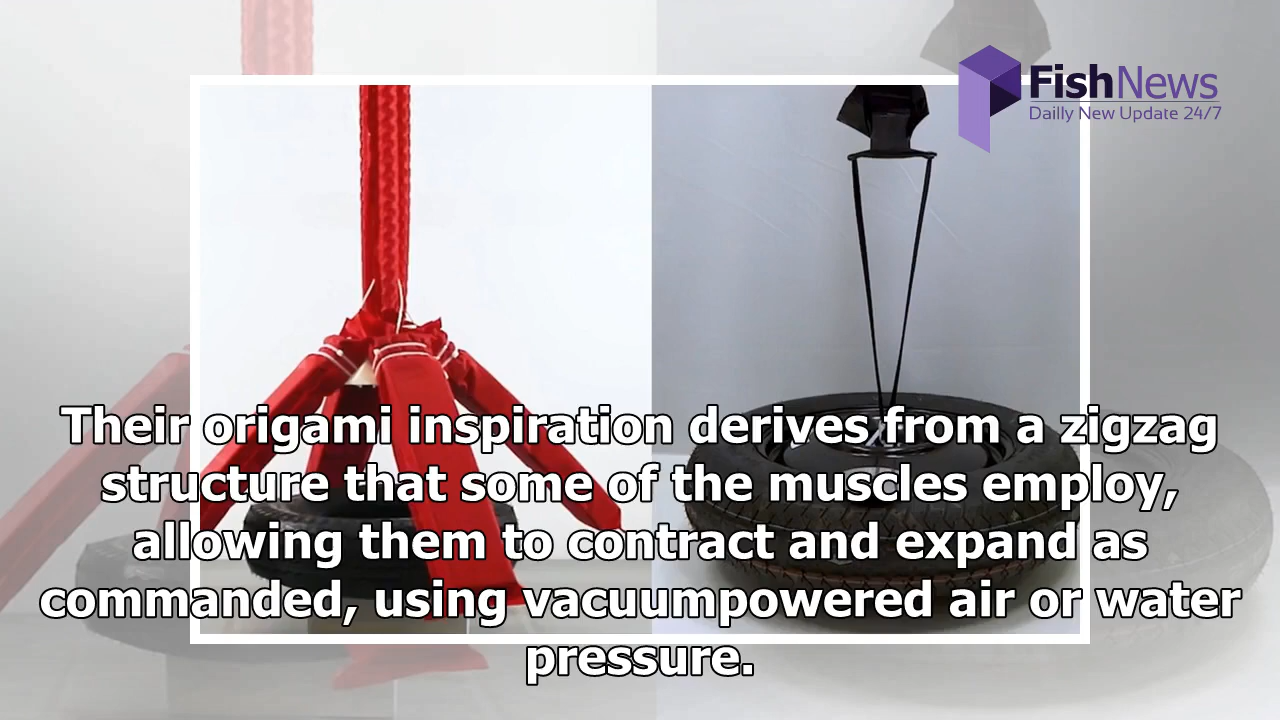 FishNews
Dailly New Update 24/7
Their origami inspiration derives from a zigzag
structure that some of the muscles employ,
allowing them to contract and expand as
commanded, using vacuumpowered air or water
pressure.